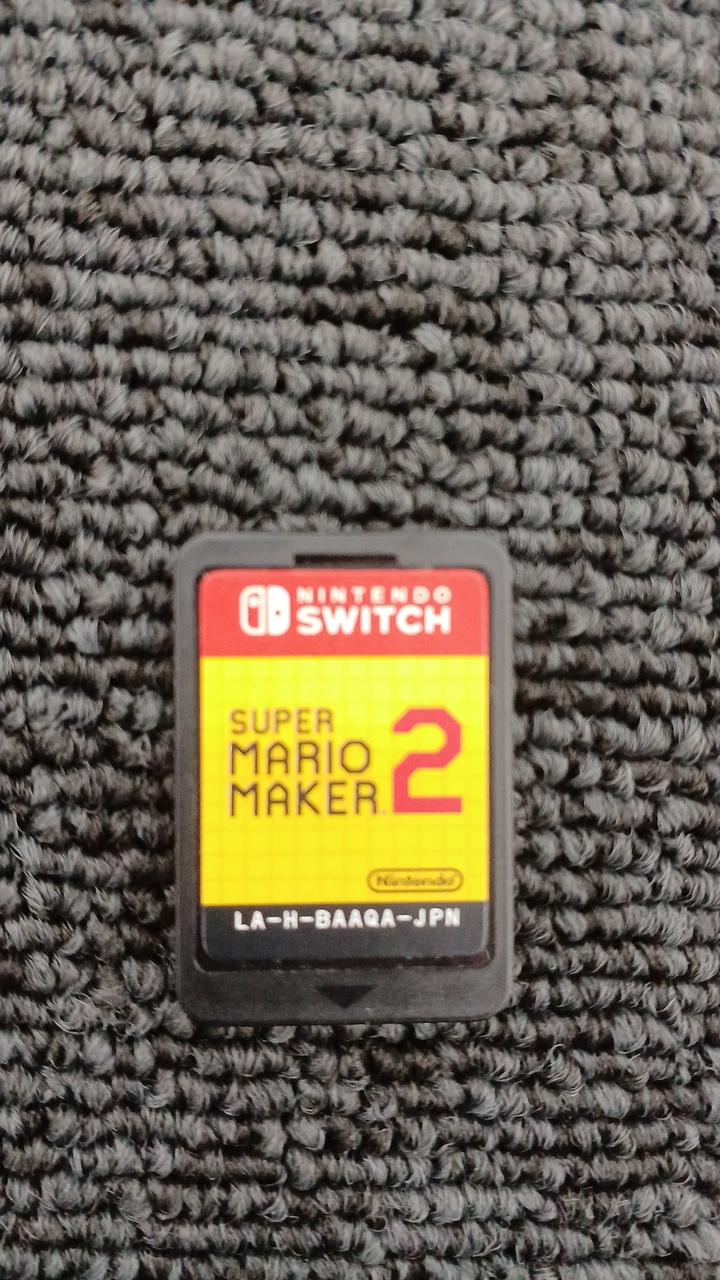 NINTENDO
SWITCH
SUPER
MARIO
MAKER
2
Nintendo
LA-H-BAAQA-JPN